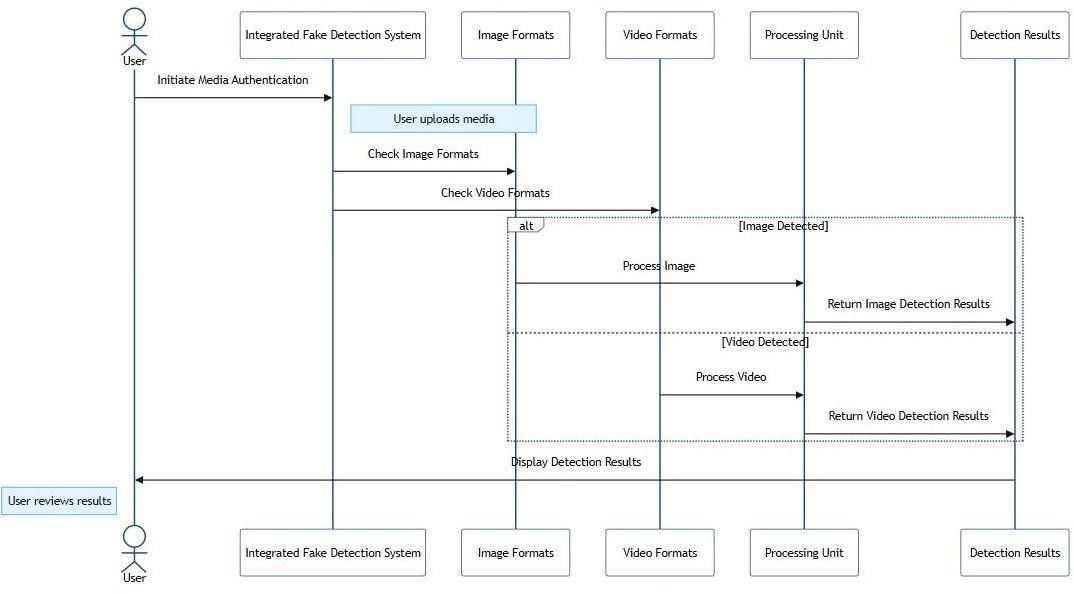 Integrated Fake Detection System
Image Formats
Video Formats
Processing Unit
Detection Results
User
Initiate Media Authentication
User uploads media
Check Image Formats
Check Video Formats
alt
[Image Detected]
Process Image
Return Image Detection Results
[Video Detected]
Process Video
Return Video Detection Results
Display Detection Results
User reviews results
Integrated Fake Detection System
Image Formats
Video Formats
Processing Unit
Detection Results
User